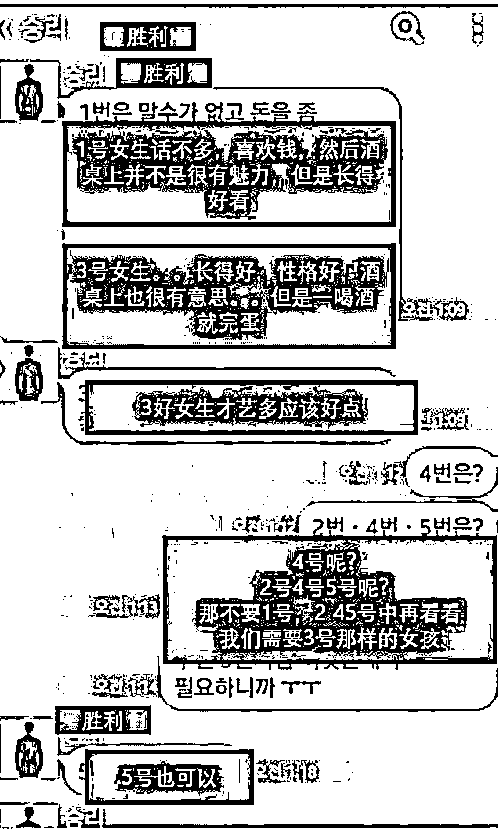 승리
胜利
승리
胜利
1번은 말수가 없고 돈을 좀
1号女生话不多，喜欢钱，然后酒
桌上并不是很有魅力，但是长得
好看
3号女生。。长得好，性格好，酒
桌上也很有意思。。但是一喝酒
就完蛋
오전 1:09
3好女生才艺多应该好点
오전 1:09
4번은?
2번·4번·5번은?
4号呢？
2号4号5号呢？
那不要1号，2 45号中再看看
我们需要3号那样的女孩
오전 1:13
필요하니까 ㅜㅜ
오전 1:14
胜利
5号也可以
오전 1:18
승리